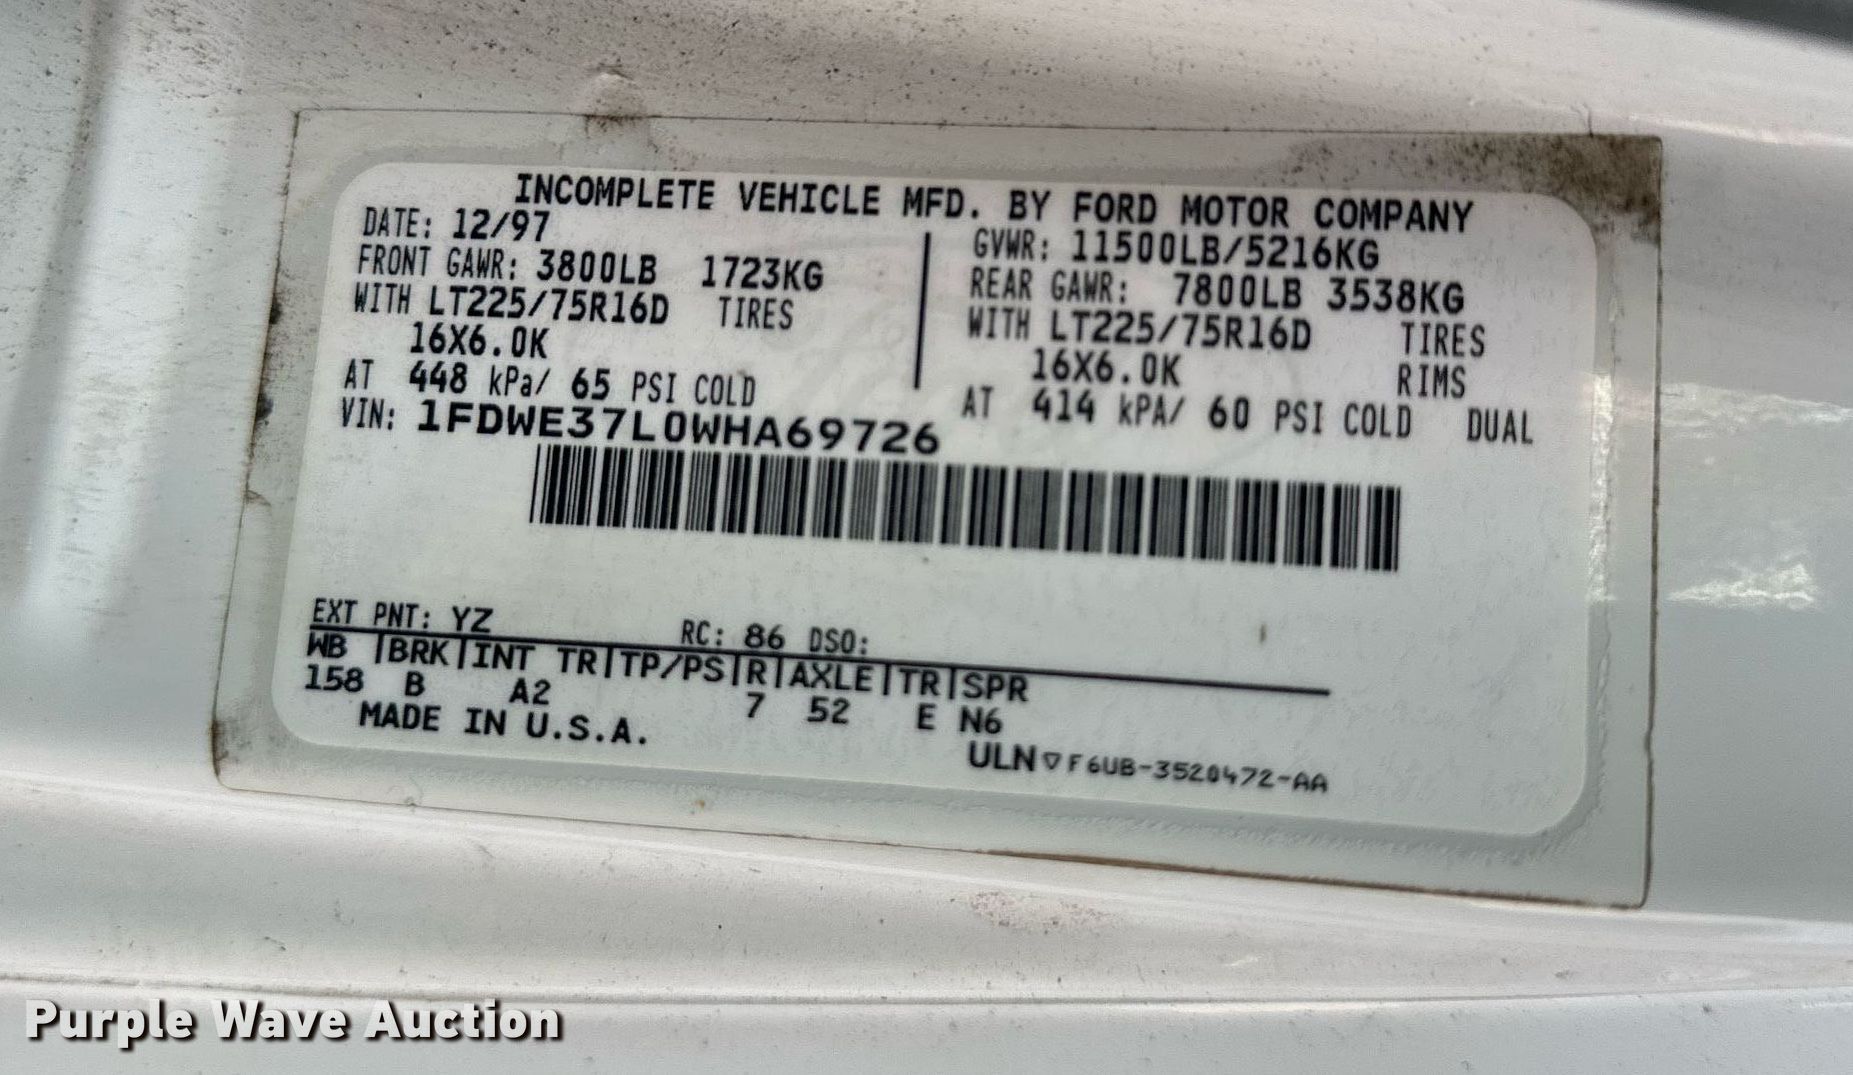 INCOMPLETE VEHICLE MFD. BY FORD MOTOR COMPANY
DATE: 12/97
FRONT GAWR: 3800LB 1723KG
WITH LT225/75R16D TIRES
16X6.0K
AT 448 kPa/ 65 PSI COLD
GVWR: 11500LB/5216KG
REAR GAWR: 7800LB 3538KG
WITH LT225/75R16D TIRES
16X6.0K RIMS
AT 414 kPA/ 60 PSI COLD DUAL
VIN: 1FDWE37L0WHA69726
EXT PNT: YZ RC: 86 DSO:
WB |BRK|INT TR|TP/PS|R|AXLE|TR|SPR
158 B A2 7 52 E N6
MADE IN U.S.A.
ULN▽F6UB-3520472-AA
Purple Wave Auction